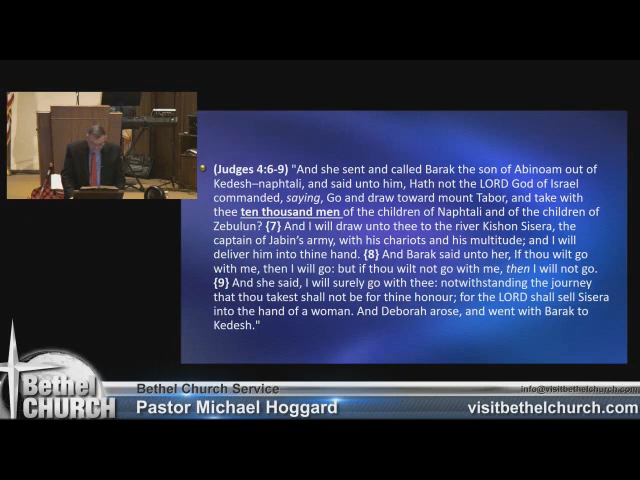 (Judges 4:6-9) "And she sent and called Barak the son of Abinoam out of
Kedesh–naphtali, and said unto him, Hath not the LORD God of Israel
commanded, saying, Go and draw toward mount Tabor, and take with
thee ten thousand men of the children of Naphtali and of the children of
Zebulun? {7} And I will draw unto thee to the river Kishon Sisera, the
captain of Jabin's army, with his chariots and his multitude; and I will
deliver him into thine hand. {8} And Barak said unto her, If thou wilt go
with me, then I will go: but if thou wilt not go with me, then I will not go.
{9} And she said, I will surely go with thee: notwithstanding the journey
that thou takest shall not be for thine honour; for the LORD shall sell Sisera
into the hand of a woman. And Deborah arose, and went with Barak to
Kedesh."
Bethel
CHURCH
Bethel Church Service
info@visitbethelchurch.com
Pastor Michael Hoggard
visitbethelchurch.com